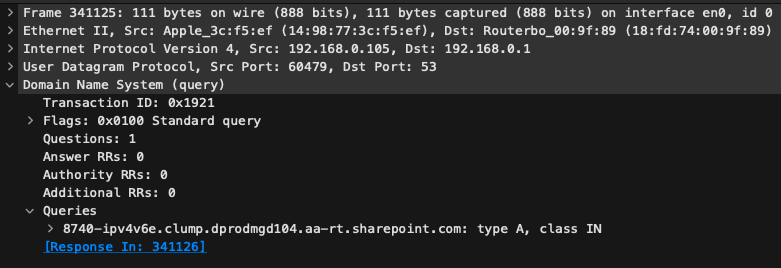 Frame 341125: 111 bytes on wire (888 bits), 111 bytes captured (888 bits) on interface en0, id 0
Ethernet II, Src: Apple_3c:f5:ef (14:98:77:3c:f5:ef), Dst: Routerbo_00:9f:89 (18:fd:74:00:9f:89)
Internet Protocol Version 4, Src: 192.168.0.105, Dst: 192.168.0.1
User Datagram Protocol, Src Port: 60479, Dst Port: 53
Domain Name System (query)
Transaction ID: 0x1921
Flags: 0x0100 Standard query
Questions: 1
Answer RRs: 0
Authority RRs: 0
Additional RRs: 0
Queries
8740-ipv4v6e.clump.dprodmgd104.aa-rt.sharepoint.com: type A, class IN
[Response In: 341126]